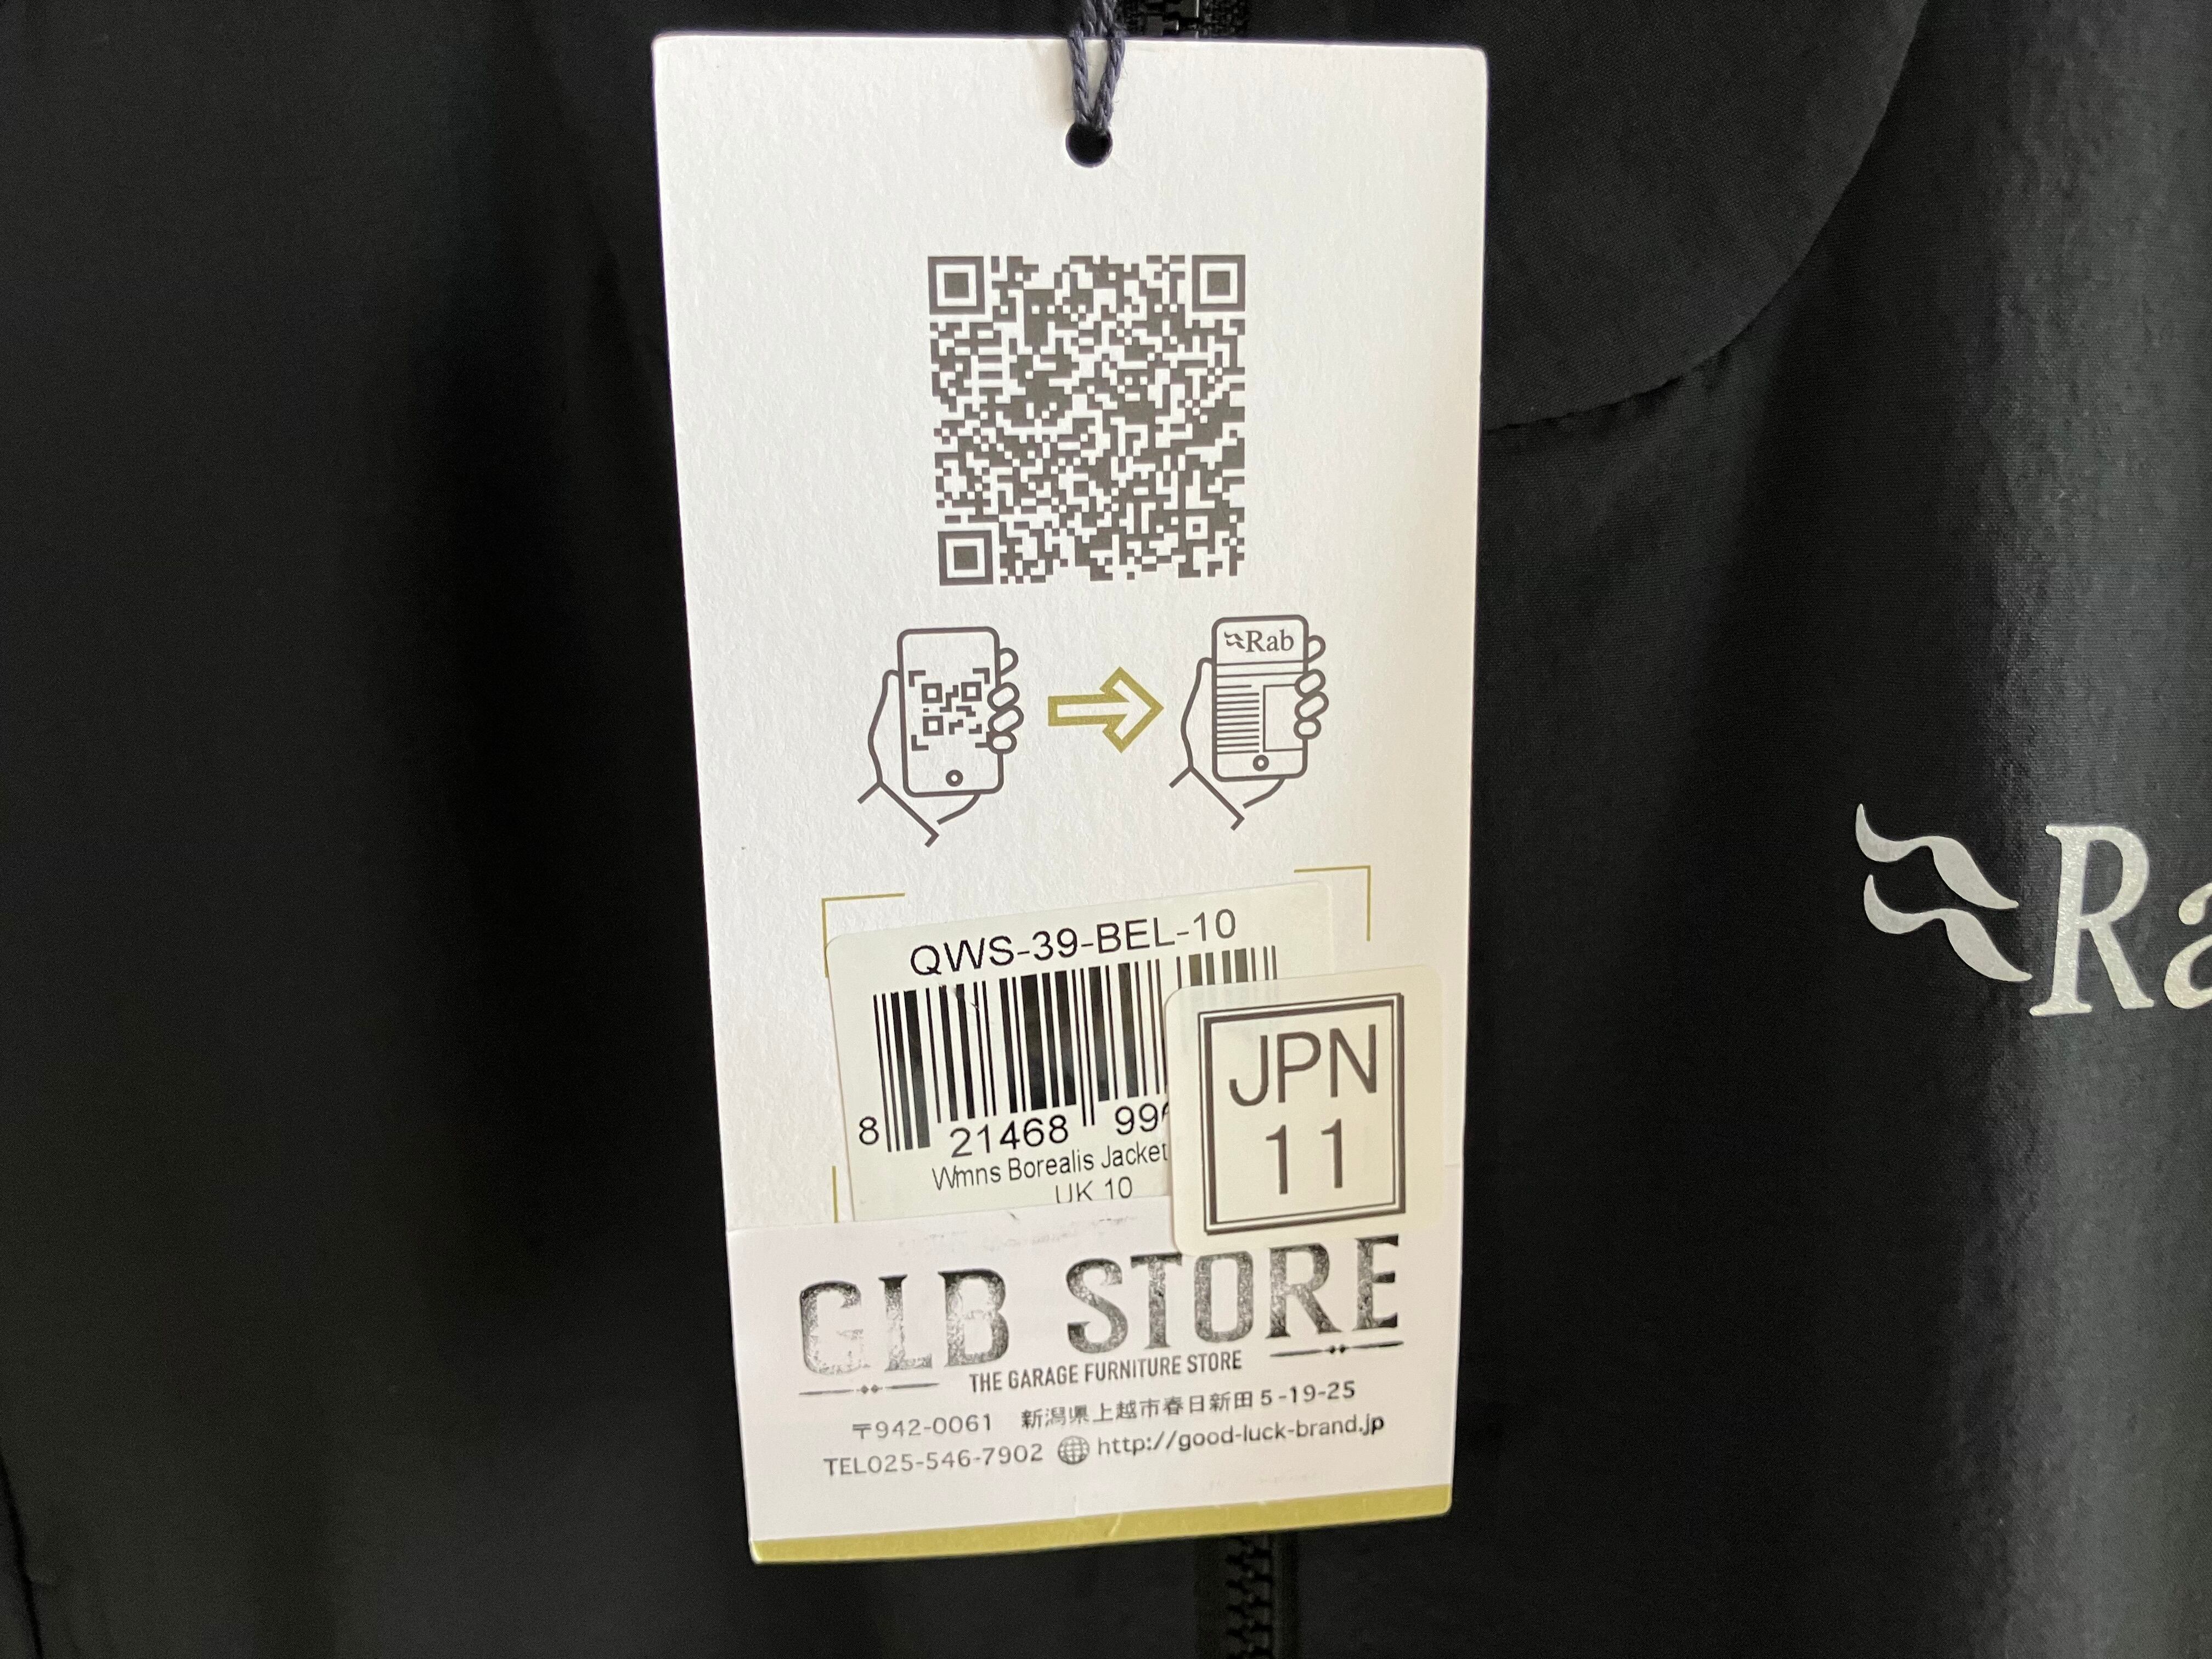 Rab
QWS-39-BEL-10
8 21468 99
Wmns Borealis Jacket
UK 10
JPN
11
GLB STORE
THE GARAGE FURNITURE STORE
〒942-0061 新潟県上越市春日新田5-19-25
TEL025-546-7902 http://good-luck-brand.jp
Ra